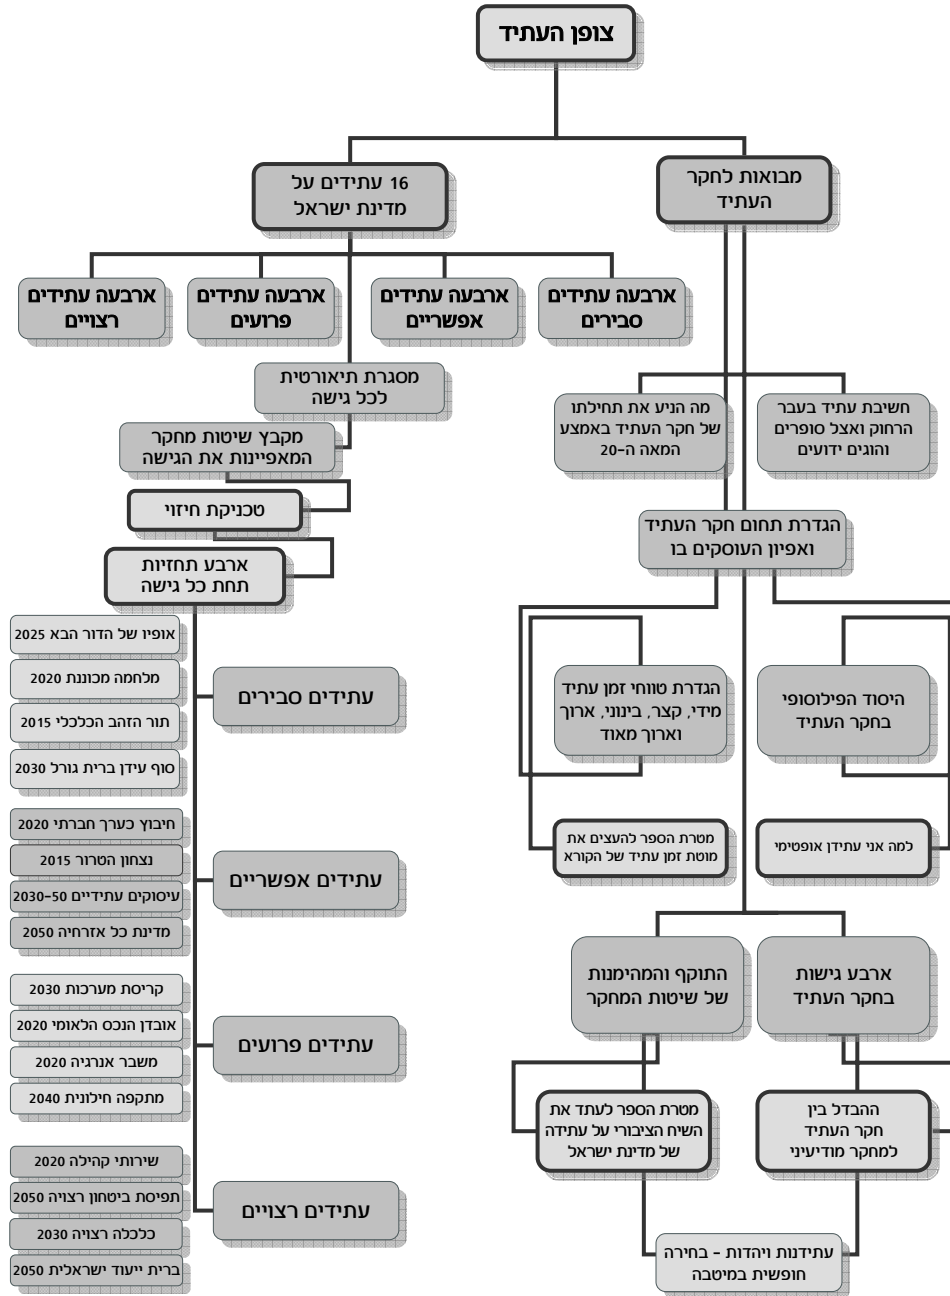 צופן העתיד
מבואות לחקר
העתיד
16 עתידים על
מדינת ישראל
ארבעה עתידים
סבירים
ארבעה עתידים
אפשריים
ארבעה עתידים
פרועים
ארבעה עתידים
רצויים
חשיבת עתיד בעבר
הרחוק ואצל סופרים
והוגים ידועים
מה הניע את תחילתו
של חקר העתיד באמצע
המאה ה-20
הגדרת תחום חקר העתיד
ואפיון העוסקים בו
היסוד הפילוסופי
בחקר העתיד
הגדרת טווחי זמן עתיד
מידי, קצר, בינוני, ארוך
וארוך מאוד
למה אני עתידן אופטימי
מטרת הספר להעצים את
מוטת זמן עתיד של הקורא
ארבע גישות
בחקר העתיד
התוקף והמהימנות
של שיטות המחקר
ההבדל בין
חקר העתיד
למחקר מודיעיני
מטרת הספר לעתד את
השיח הציבורי על עתידה
של מדינת ישראל
עתידנות ויהדות - בחירה
חופשית במיטבה
מסגרת תיאורטית
לכל גישה
מקבץ שיטות מחקר
המאפיינות את הגישה
טכניקת חיזוי
ארבע תחזיות
תחת כל גישה
עתידים סבירים
אופיו של הדור הבא 2025
מלחמה מכוננת 2020
תור הזהב הכלכלי 2015
סוף עידן ברית גורל 2030
עתידים אפשריים
חיבוץ כערך חברתי 2020
נצחון הטרור 2015
עיסוקים עתידיים 2030-50
מדינת כל אזרחיה 2050
עתידים פרועים
קריסת מערכות 2030
אובדן הנכס הלאומי 2020
משבר אנרגיה 2020
מתקפה חילונית 2040
עתידים רצויים
שירותי קהילה 2020
תפיסת ביטחון רצויה 2050
כלכלה רצויה 2030
ברית ייעוד ישראלית 2050